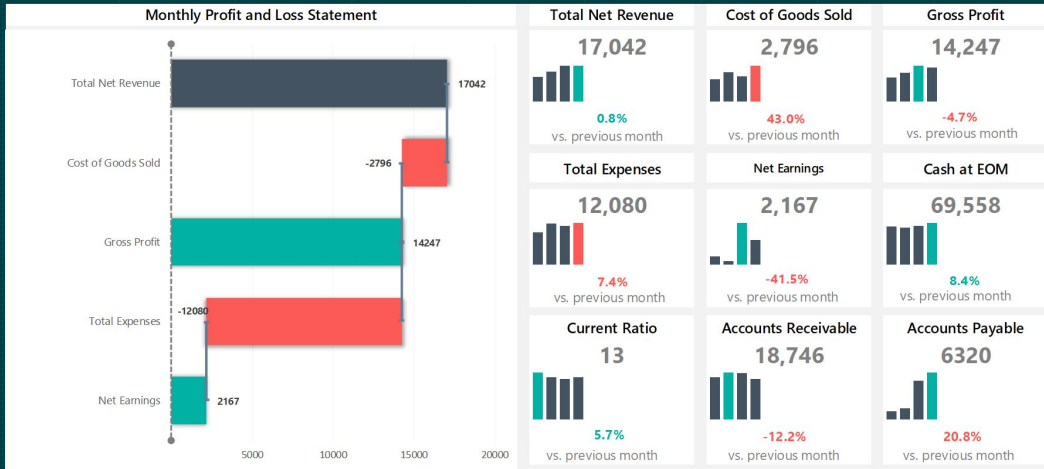 Monthly Profit and Loss Statement
Total Net Revenue
17042
Cost of Goods Sold
-2796
Gross Profit
14247
Total Expenses
-12080
Net Earnings
2167
5000 10000 15000 20000
Total Net Revenue
17,042
0.8%
vs. previous month
Cost of Goods Sold
2,796
43.0%
vs. previous month
Gross Profit
14,247
-4.7%
vs. previous month
Total Expenses
12,080
7.4%
vs. previous month
Net Earnings
2,167
-41.5%
vs. previous month
Cash at EOM
69,558
8.4%
vs. previous month
Current Ratio
13
5.7%
vs. previous month
Accounts Receivable
18,746
-12.2%
vs. previous month
Accounts Payable
6320
20.8%
vs. previous month